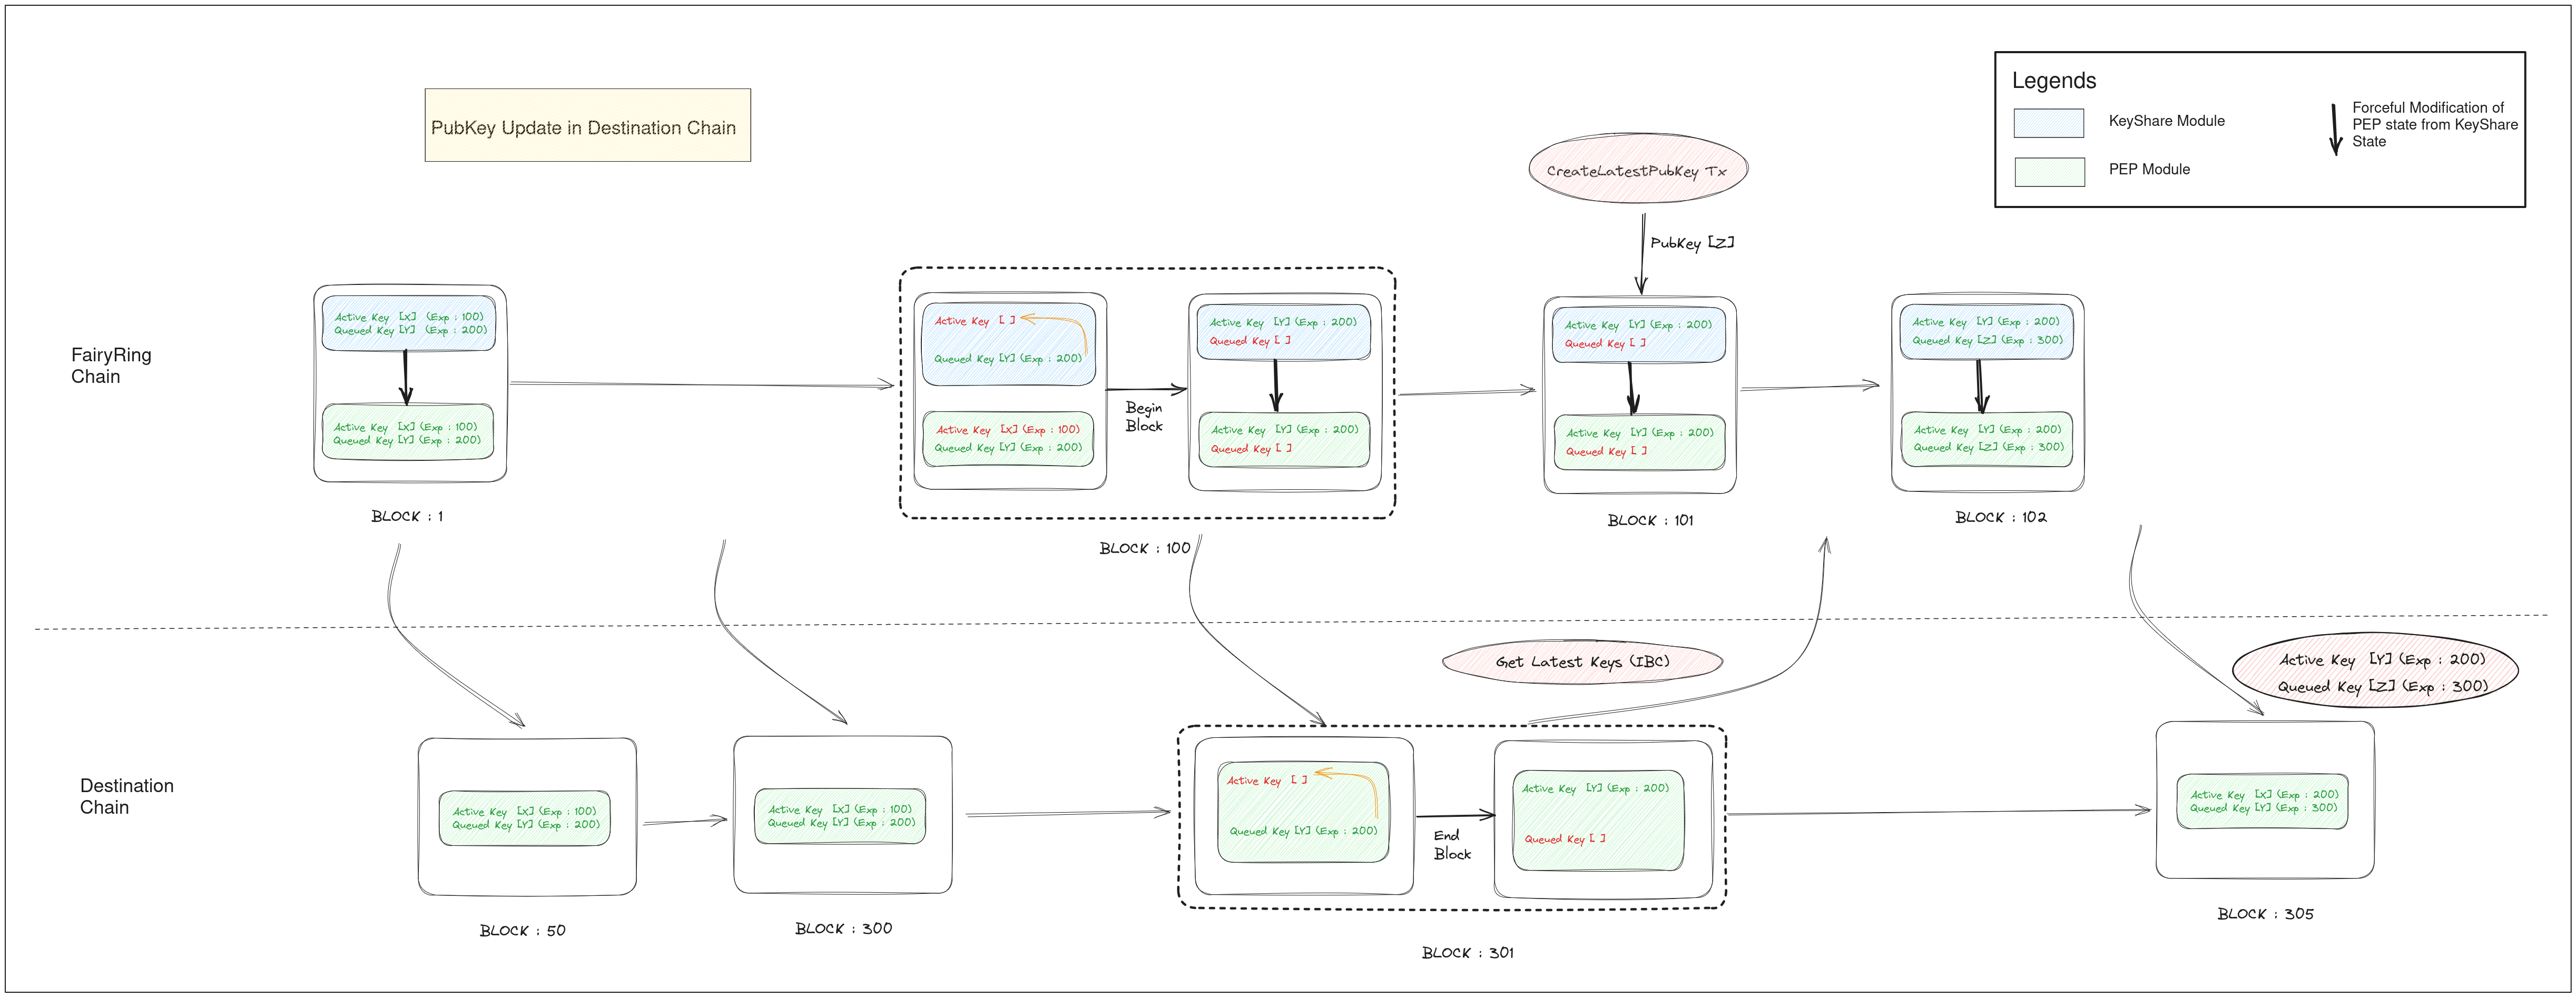 PubKey Update in Destination Chain
Legends
KeyShare Module
PEP Module
Forceful Modification of
PEP state from KeyShare
State
CreateLatestPubKey Tx
PubKey [Z]
FairyRing
Chain
Active Key [X] (Exp : 100)
Queued Key [Y] (Exp : 200)
Active Key [X] (Exp : 100)
Queued Key [Y] (Exp : 200)
BLOCK : 1
Active Key [ ]
Queued Key [Y] (Exp : 200)
Active Key [X] (Exp : 100)
Queued Key [Y] (Exp : 200)
Begin
Block
Active Key [Y] (Exp : 200)
Queued Key [ ]
Active Key [Y] (Exp : 200)
Queued Key [ ]
BLOCK : 100
Active Key [Y] (Exp : 200)
Queued Key [ ]
Active Key [Y] (Exp : 200)
Queued Key [ ]
BLOCK : 101
Active Key [Y] (Exp : 200)
Queued Key [Z] (Exp : 300)
Active Key [Y] (Exp : 200)
Queued Key [Z] (Exp : 300)
BLOCK : 102
Get Latest Keys (IBC)
Active Key [Y] (Exp : 200)
Queued Key [Z] (Exp : 300)
Destination
Chain
Active Key [X] (Exp : 100)
Queued Key [Y] (Exp : 200)
BLOCK : 50
Active Key [X] (Exp : 100)
Queued Key [Y] (Exp : 200)
BLOCK : 300
Active Key [ ]
Queued Key [Y] (Exp : 200)
End
Block
Active Key [Y] (Exp : 200)
Queued Key [ ]
BLOCK : 301
Active Key [X] (Exp : 200)
Queued Key [Y] (Exp : 300)
BLOCK : 305